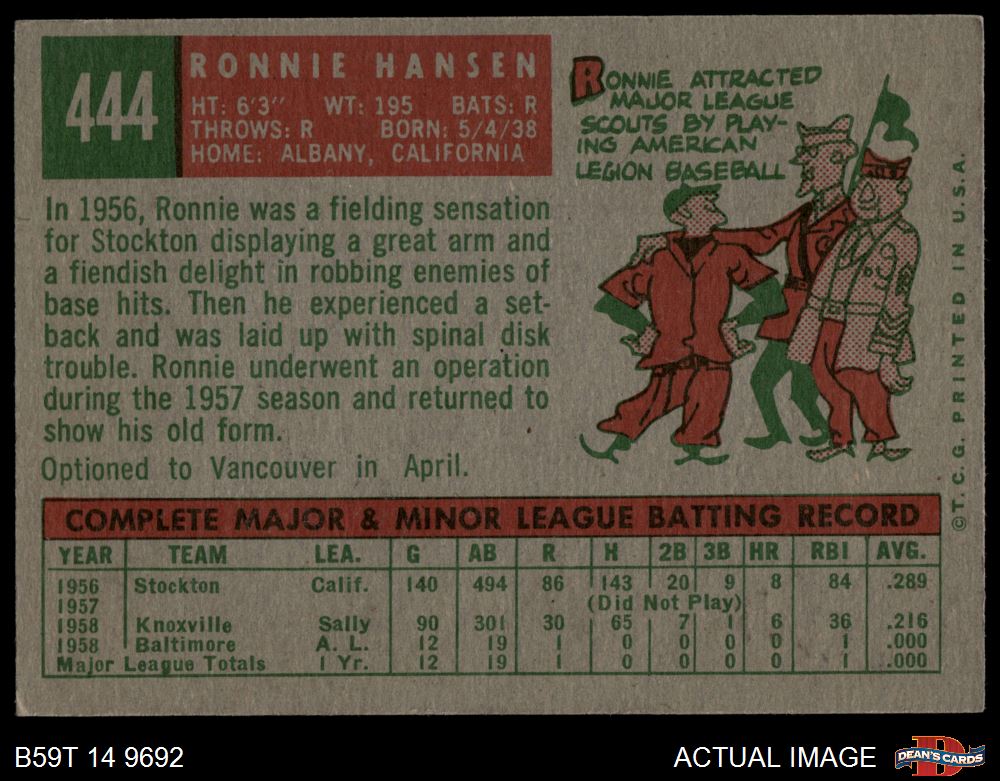 444
RONNIE HANSEN
HT: 6'3" WT: 195 BATS: R
THROWS: R BORN: 5/4/38
HOME: ALBANY, CALIFORNIA
RONNIE ATTRACTED
MAJOR LEAGUE
SCOUTS BY PLAY-
ING AMERICAN
LEGION BASEBALL
In 1956, Ronnie was a fielding sensation
for Stockton displaying a great arm and
a fiendish delight in robbing enemies of
base hits. Then he experienced a set-
back and was laid up with spinal disk
trouble. Ronnie underwent an operation
during the 1957 season and returned to
show his old form.
Optioned to Vancouver in April.
©T.C.G. PRINTED IN U.S.A.
COMPLETE MAJOR & MINOR LEAGUE BATTING RECORD
YEAR TEAM LEA. G AB R H 2B 3B HR RBI AVG.
1956 Stockton Calif. 140 494 86 143 20 9 8 84 .289
1957 (Did Not Play)
1958 Knoxville Sally 90 301 30 65 7 1 6 36 .216
1958 Baltimore A. L. 12 19 1 0 0 0 0 1 .000
Major League Totals 1 Yr. 12 19 1 0 0 0 0 1 .000
B59T 14 9692
ACTUAL IMAGE
D
DEAN'S CARDS